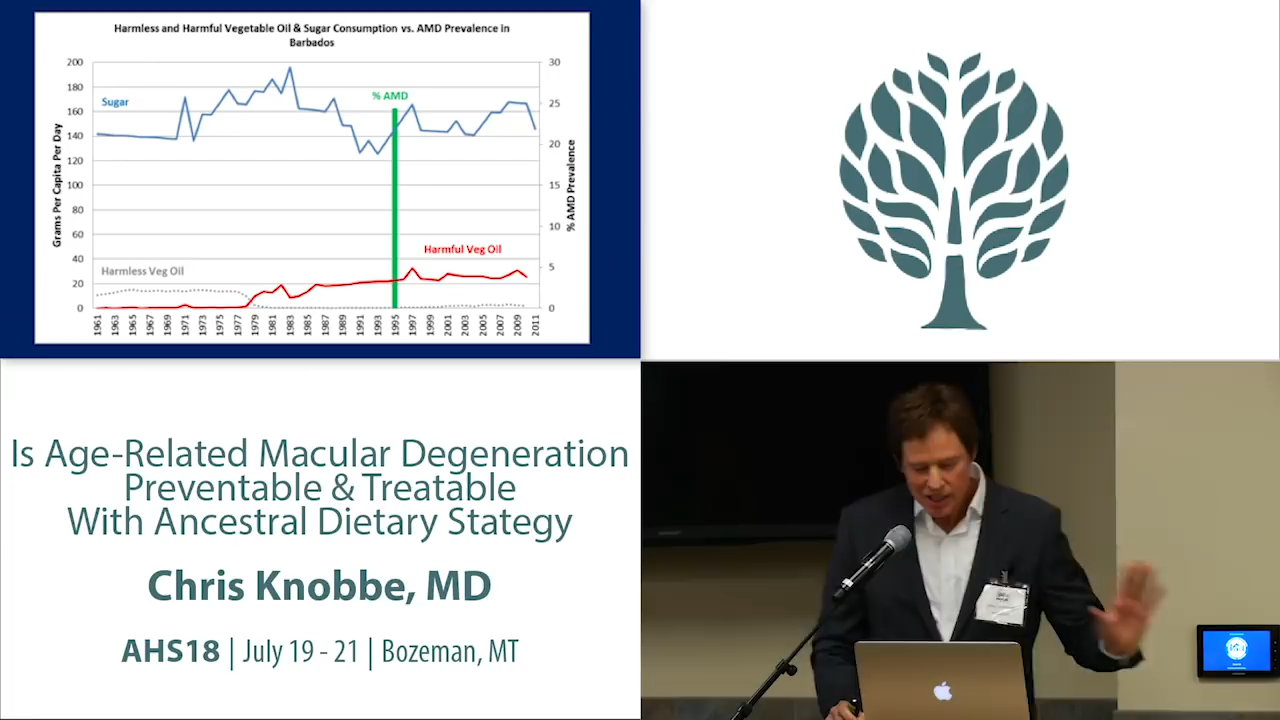 Harmless and Harmful Vegetable Oil & Sugar Consumption vs. AMD Prevalence in
Barbados
Grams Per Capita Per Day
200
180
160
140
120
100
80
60
40
20
0
Sugar
% AMD
Harmful Veg Oil
Harmless Veg Oil
30
25
20
15
10
5
0
% AMD Prevalence
1961 1963 1965 1967 1969 1971 1973 1975 1977 1979 1981 1983 1985 1987 1989 1991 1993 1995 1997 1999 2001 2003 2005 2007 2009 2011
Is Age-Related Macular Degeneration
Preventable & Treatable
With Ancestral Dietary Stategy
Chris Knobbe, MD
AHS18 | July 19 - 21 | Bozeman, MT